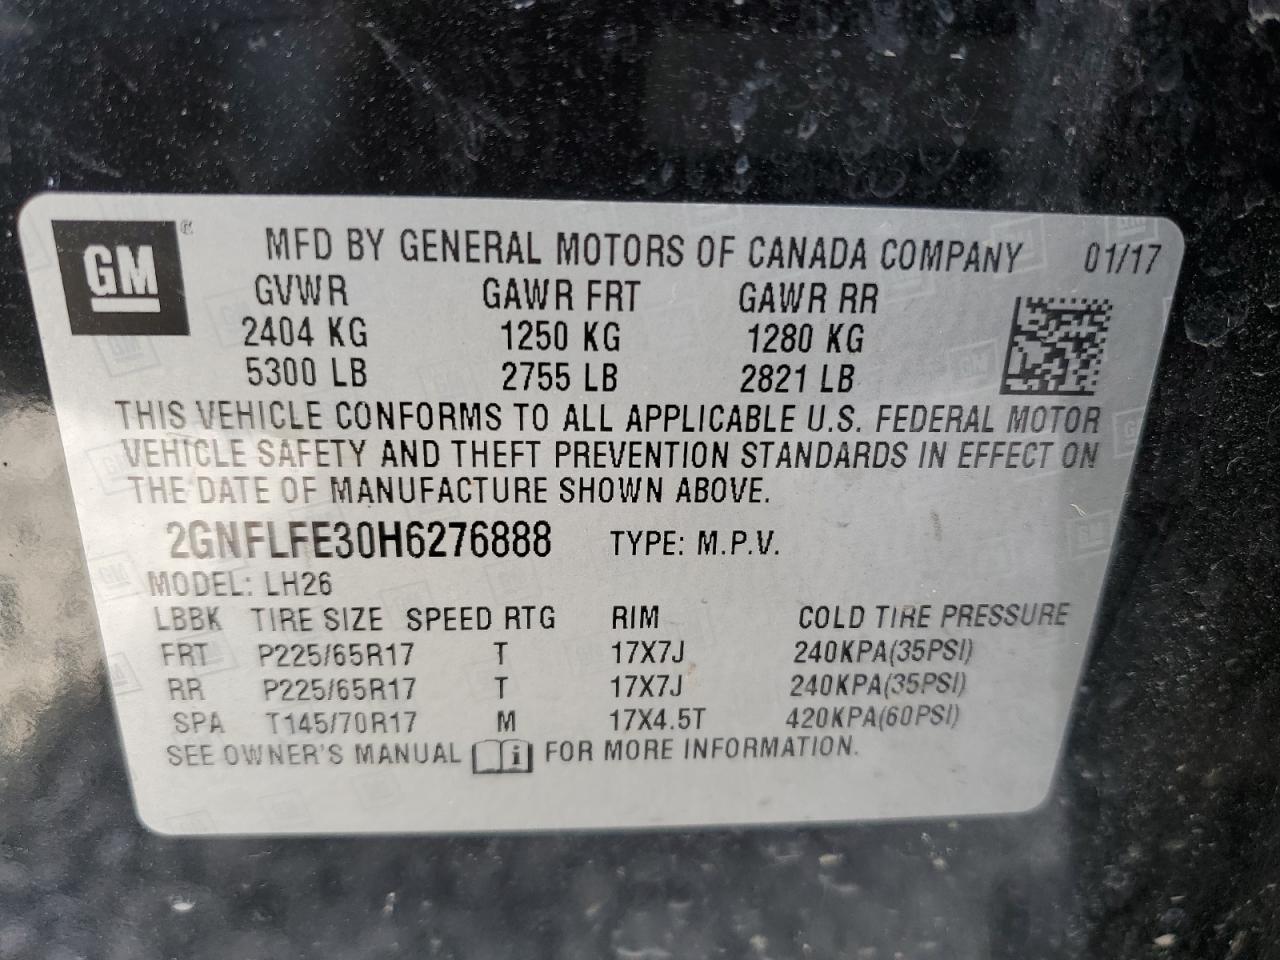 GM®
MFD BY GENERAL MOTORS OF CANADA COMPANY 01/17
GVWR GAWR FRT GAWR RR
2404 KG 1250 KG 1280 KG
5300 LB 2755 LB 2821 LB
THIS VEHICLE CONFORMS TO ALL APPLICABLE U.S. FEDERAL MOTOR
VEHICLE SAFETY AND THEFT PREVENTION STANDARDS IN EFFECT ON
THE DATE OF MANUFACTURE SHOWN ABOVE.
2GNFLFE30H6276888 TYPE: M.P.V.
MODEL: LH26
LBBK TIRE SIZE SPEED RTG RIM COLD TIRE PRESSURE
FRT P225/65R17 T 17X7J 240KPA(35PSI)
RR P225/65R17 T 17X7J 240KPA(35PSI)
SPA T145/70R17 M 17X4.5T 420KPA(60PSI)
SEE OWNER'S MANUAL i FOR MORE INFORMATION.